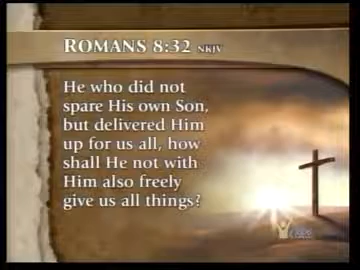 ROMANS 8:32 NKJV
He who did not
spare His own Son,
but delivered Him
up for us all, how
shall He not with
Him also freely
give us all things?